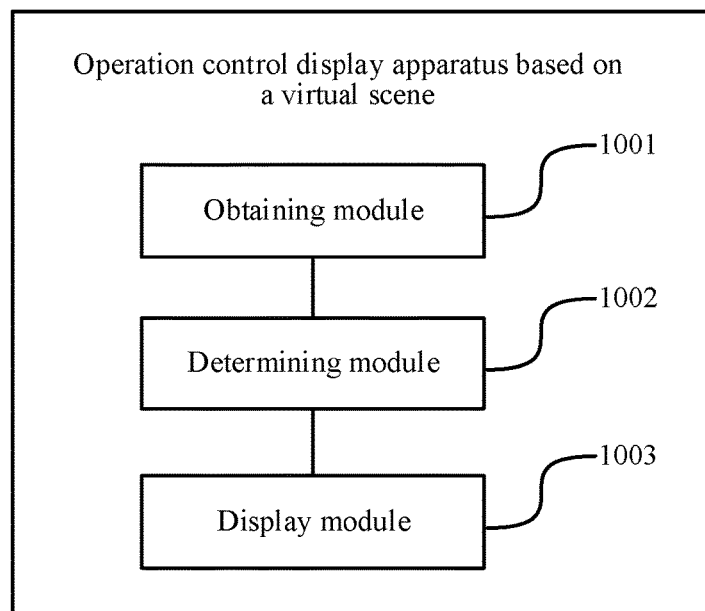 Operation control display apparatus based on
a virtual scene
1001
Obtaining module
1002
Determining module
1003
Display module